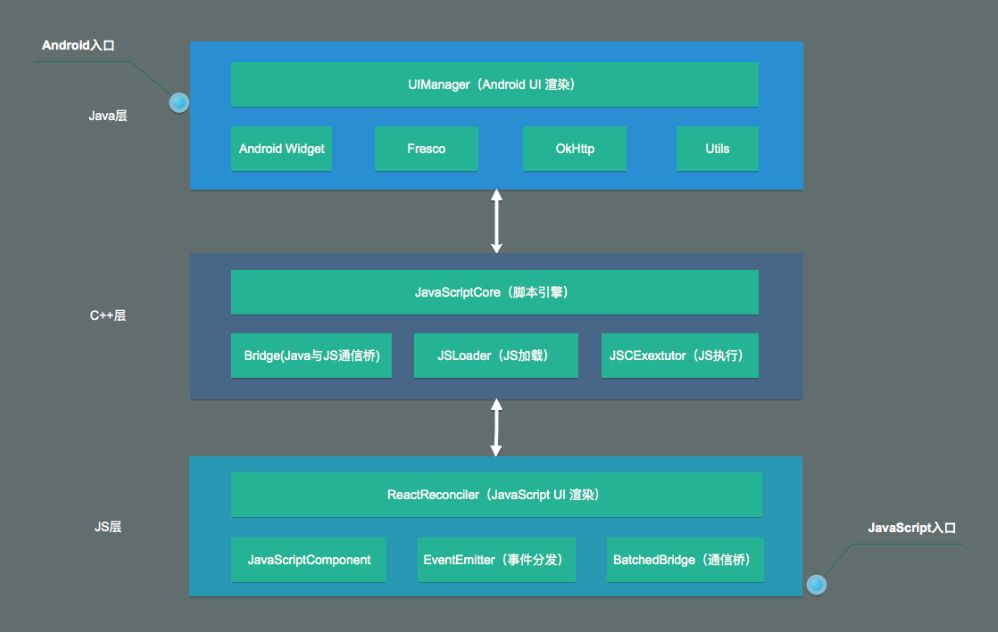 Android入口
Java层
UIManager（Android UI 渲染）
Android Widget
Fresco
OkHttp
Utils
C++层
JavaScriptCore（脚本引擎）
Bridge(Java与JS通信桥)
JSLoader（JS加载）
JSCExextutor（JS执行）
JS层
ReactReconciler（JavaScript UI 渲染）
JavaScriptComponent
EventEmitter（事件分发）
BatchedBridge（通信桥）
JavaScript入口